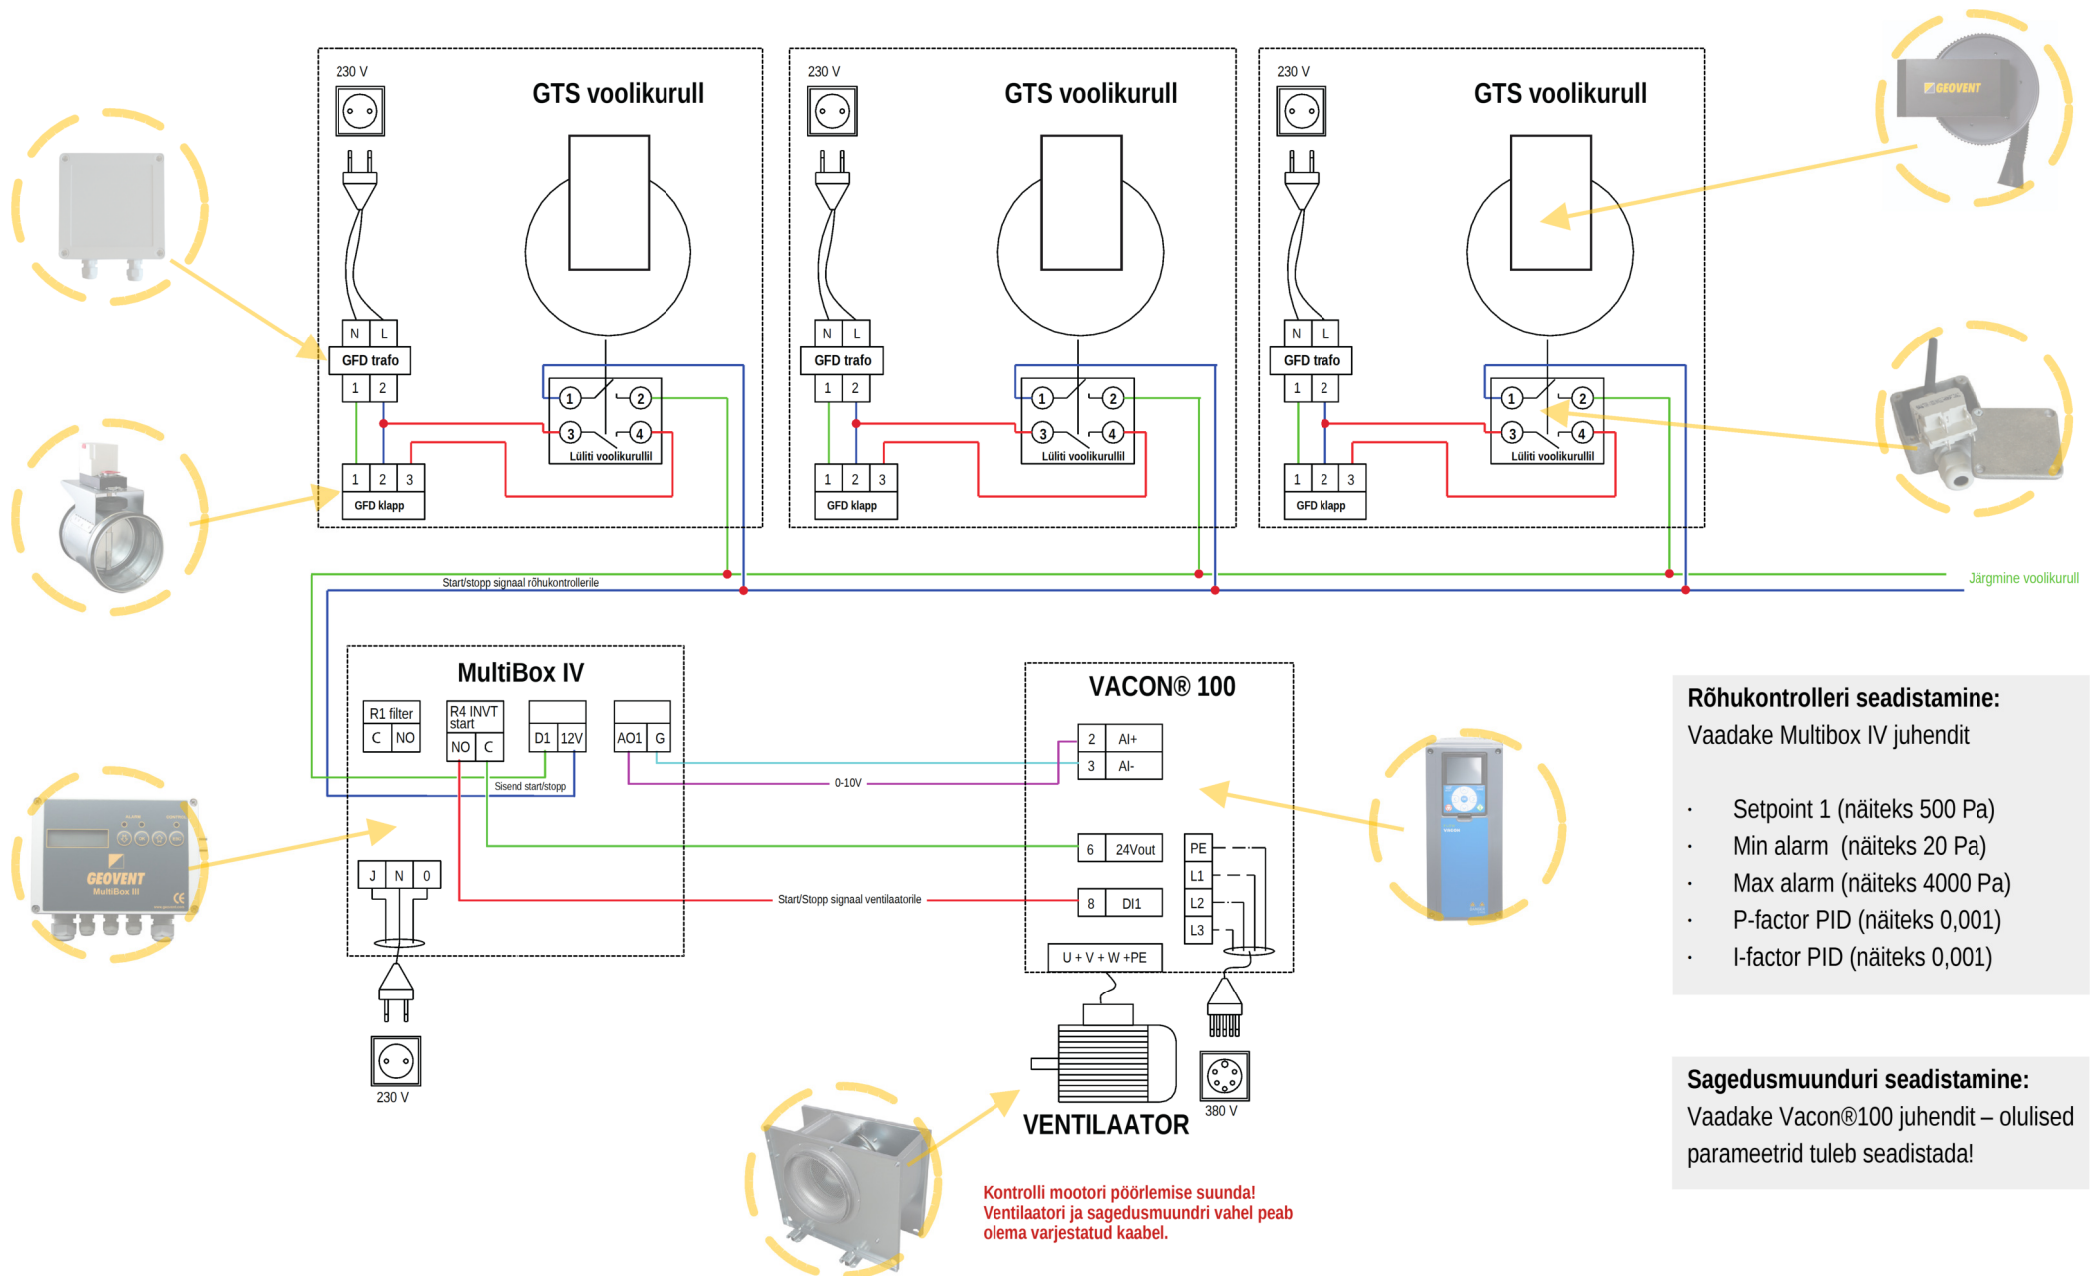 230 V
GTS voolikurull
N L
GFD trafo
1 2
1 2
3 4
Lüliti voolikurullil
1 2 3
GFD klapp
230 V
GTS voolikurull
N L
GFD trafo
1 2
1 2
3 4
Lüliti voolikurullil
1 2 3
GFD klapp
230 V
GTS voolikurull
N L
GFD trafo
1 2
1 2
3 4
Lüliti voolikurullil
1 2 3
GFD klapp
GEOVENT
Start/stopp signaal rõhukontrollerile
Järgmine voolikurull
MultiBox IV
R1 filter
C NO
R4 INVT
start
NO C
D1 12V
AO1 G
Sisend start/stopp
J N 0
230 V
GEOVENT
MultiBox III
CE
0-10V
Start/Stopp signaal ventilaatorile
VACON® 100
2 AI+
3 AI-
6 24Vout
8 DI1
PE
L1
L2
L3
U + V + W +PE
380 V
VENTILAATOR
VACON
Kontrolli mootori pöörlemise suunda!
Ventilaatori ja sagedusmuundri vahel peab
olema varjestatud kaabel.
Rõhukontrolleri seadistamine:
Vaadake Multibox IV juhendit
· Setpoint 1 (näiteks 500 Pa)
· Min alarm (näiteks 20 Pa)
· Max alarm (näiteks 4000 Pa)
· P-factor PID (näiteks 0,001)
· I-factor PID (näiteks 0,001)
Sagedusmuunduri seadistamine:
Vaadake Vacon®100 juhendit – olulised
parameetrid tuleb seadistada!